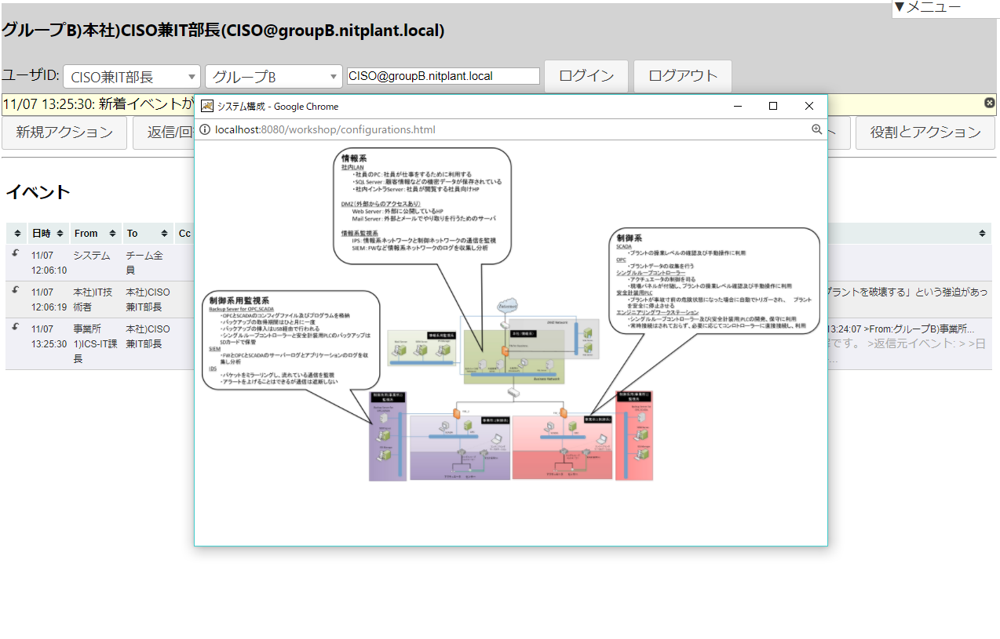 ▼メニュー
グループB)本社)CISO兼IT部長(CISO@groupB.nitplant.local)
ユーザID: CISO兼IT部長 グループB CISO@groupB.nitplant.local ログイン ログアウト
11/07 13:25:30: 新着イベントが
新規アクション 返信/回 役割とアクション
イベント
日時 From To Cc
11/07 12:06:10 システム チーム全員
11/07 12:06:19 本社)IT技術者 本社)CISO兼IT部長
プラントを破壊する」という強迫があっ
11/07 13:25:30 事業所1)ICS-IT課長 本社)CISO兼IT部長
13:24:07 >From:グループB)事業所...
です。 >返信元イベント: > >日
...
システム構成 - Google Chrome
localhost:8080/workshop/configurations.html
情報系
社内LAN
・社員のPC:社員が仕事をするために利用する
・SQL Server:顧客情報などの機密データが保存されている
・社内イントラServer:社員が閲覧する社員向けHP
DMZ(外部からのアクセスあり)
Web Server:外部に公開しているHP
Mail Server:外部とメールでやり取りを行うためのサーバ
情報系監視系
IPS:情報系ネットワークと制御ネットワークの通信を監視
SIEM:FWなど情報系ネットワークのログを収集し分析
制御系
SCADA
・プラントの操業レベルの確認及び手動操作に利用
OPC
・プラントデータの収集を行う
シングルループコントローラー
・アクチュエータの制御を司る
・現場パネルが付随し、プラントの操業レベル確認及び手動操作に利用
安全計装用PLC
・プラントが事故寸前の危険状態になった場合に自動でトリガーされ、 プラント
を安全に停止させる
エンジニアリングワークステーション
・シングルループコントローラー及び(安全計装用)PLCの開発、保守に利用
・常時接続はされておらず、必要に応じてコントローラーに直接接続し、利用
制御系用監視系
Backup Sever for OPC,SCADA
・OPCとSCADAのコンフィグファイル及びプログラムを格納
・バックアップの取得期間はひと月に一度
・バックアップの挿入はUSB経由で行われる
・シングルループコントローラーと安全計装用PLCのバックアップは
SDカードで保管
SIEM
・FWとOPCとSCADAのサーバーログとアプリケーションのログを収
集し分析
IDS
・パケットをミラーリングし、流れている通信を監視
・アラートを上げることはできるが通信は遮断しない
Internet
DMZ Network
情報系用監視系
本社(情報系)
Business Network
SCADA
センサー
アクチュエータ